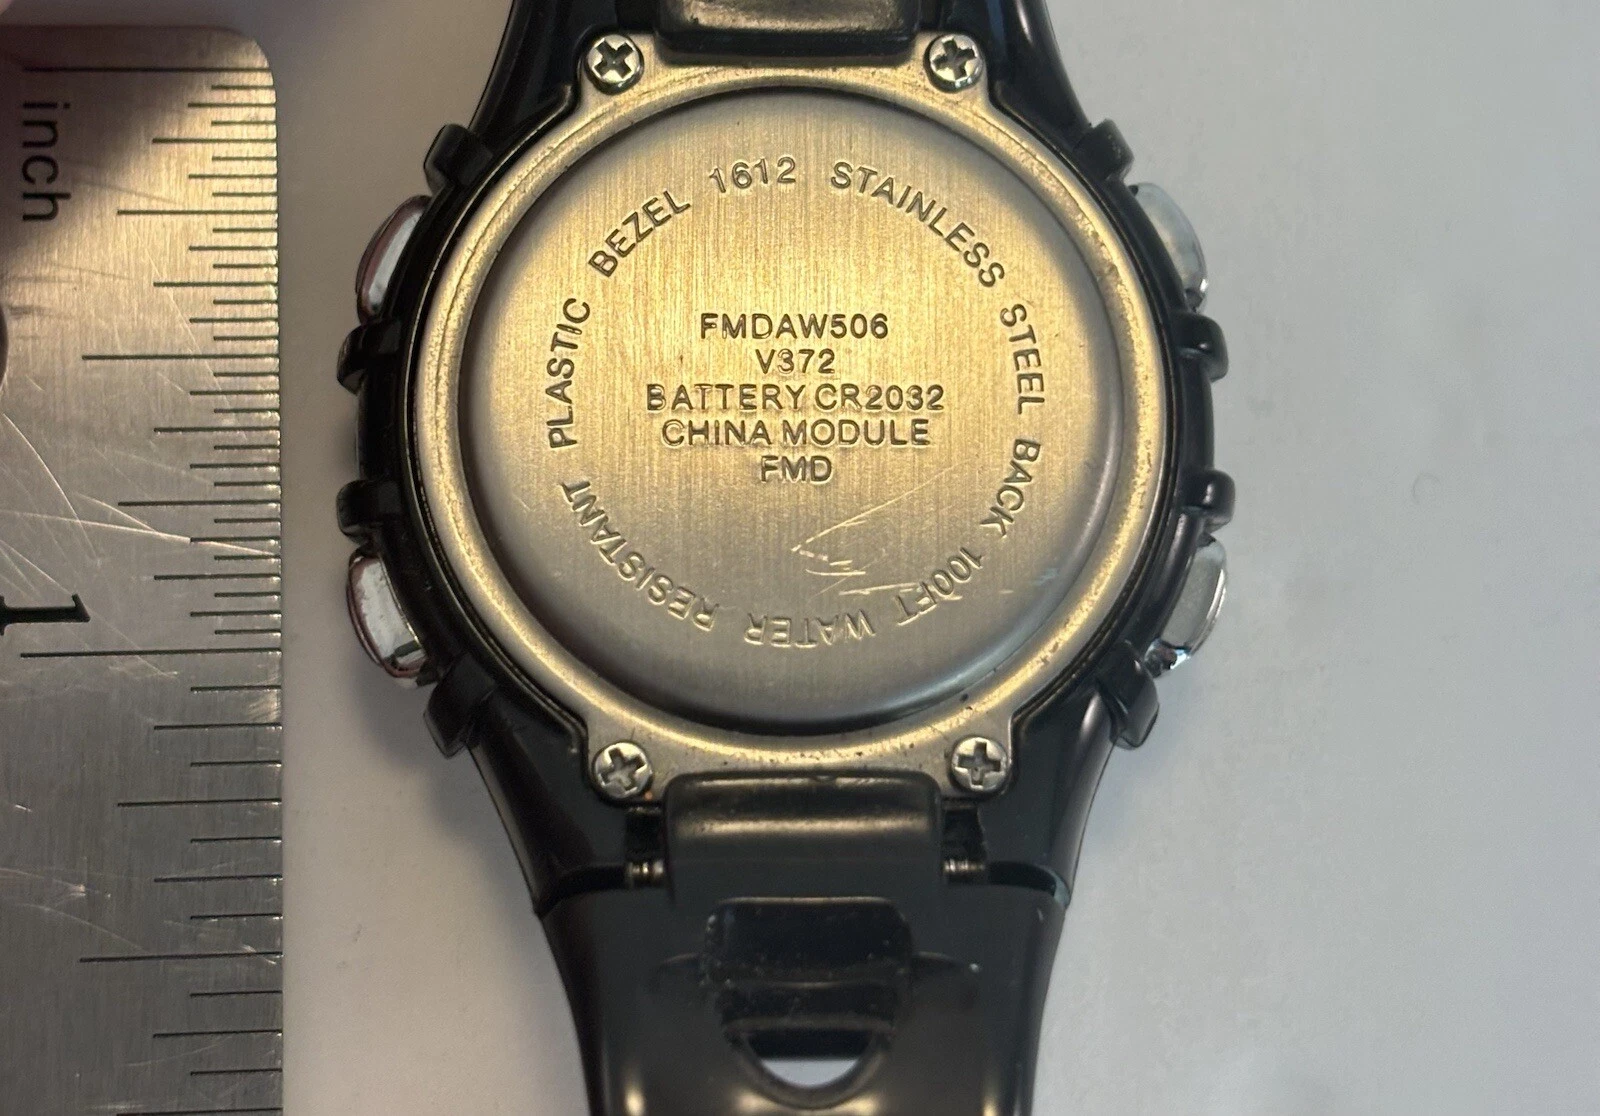 inch
1
PLASTIC BEZEL 1612 STAINLESS STEEL BACK 100FT WATER RESISTANT
FMDAW506
V372
BATTERY CR2032
CHINA MODULE
FMD